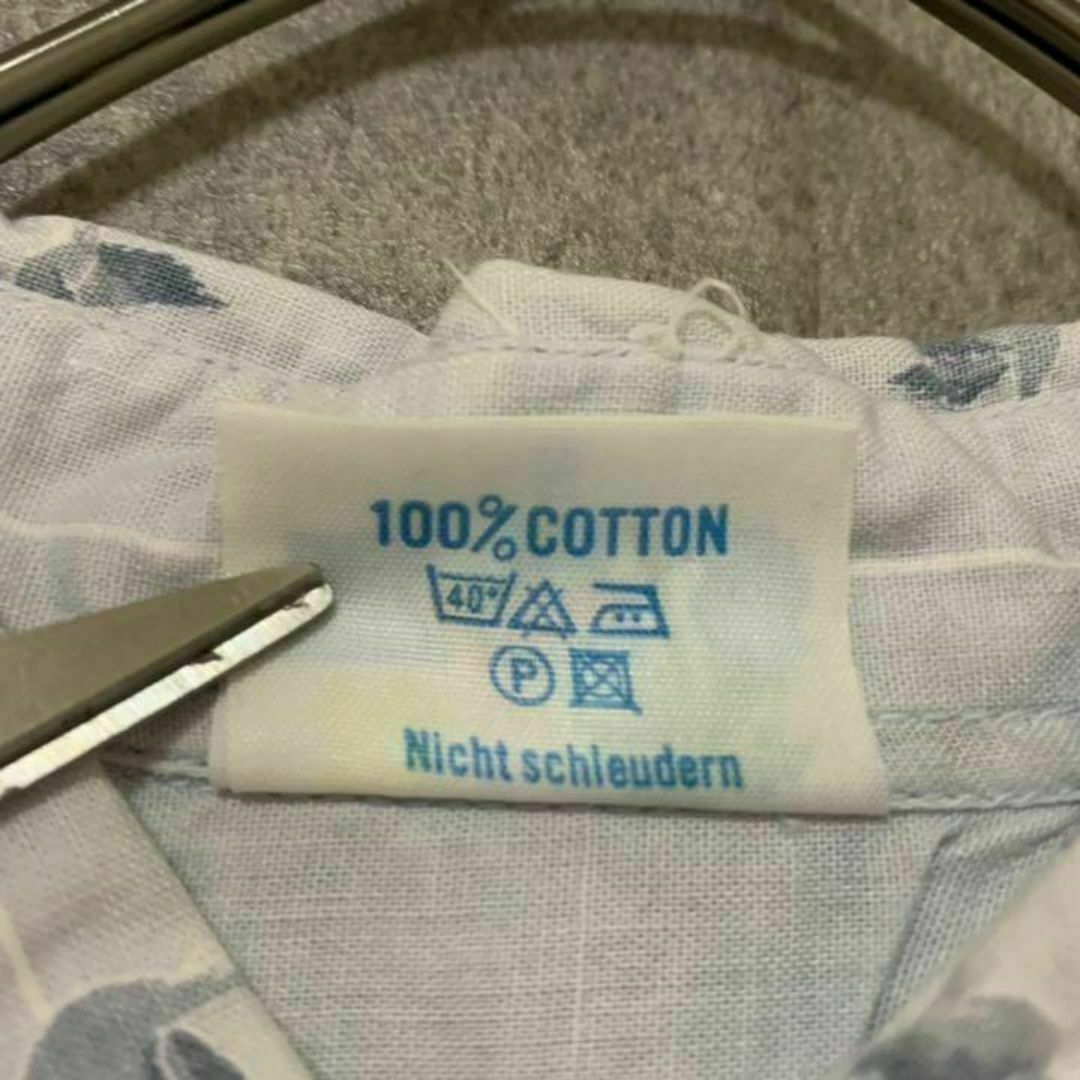 100% COTTON
40°
P
Nicht schleudern